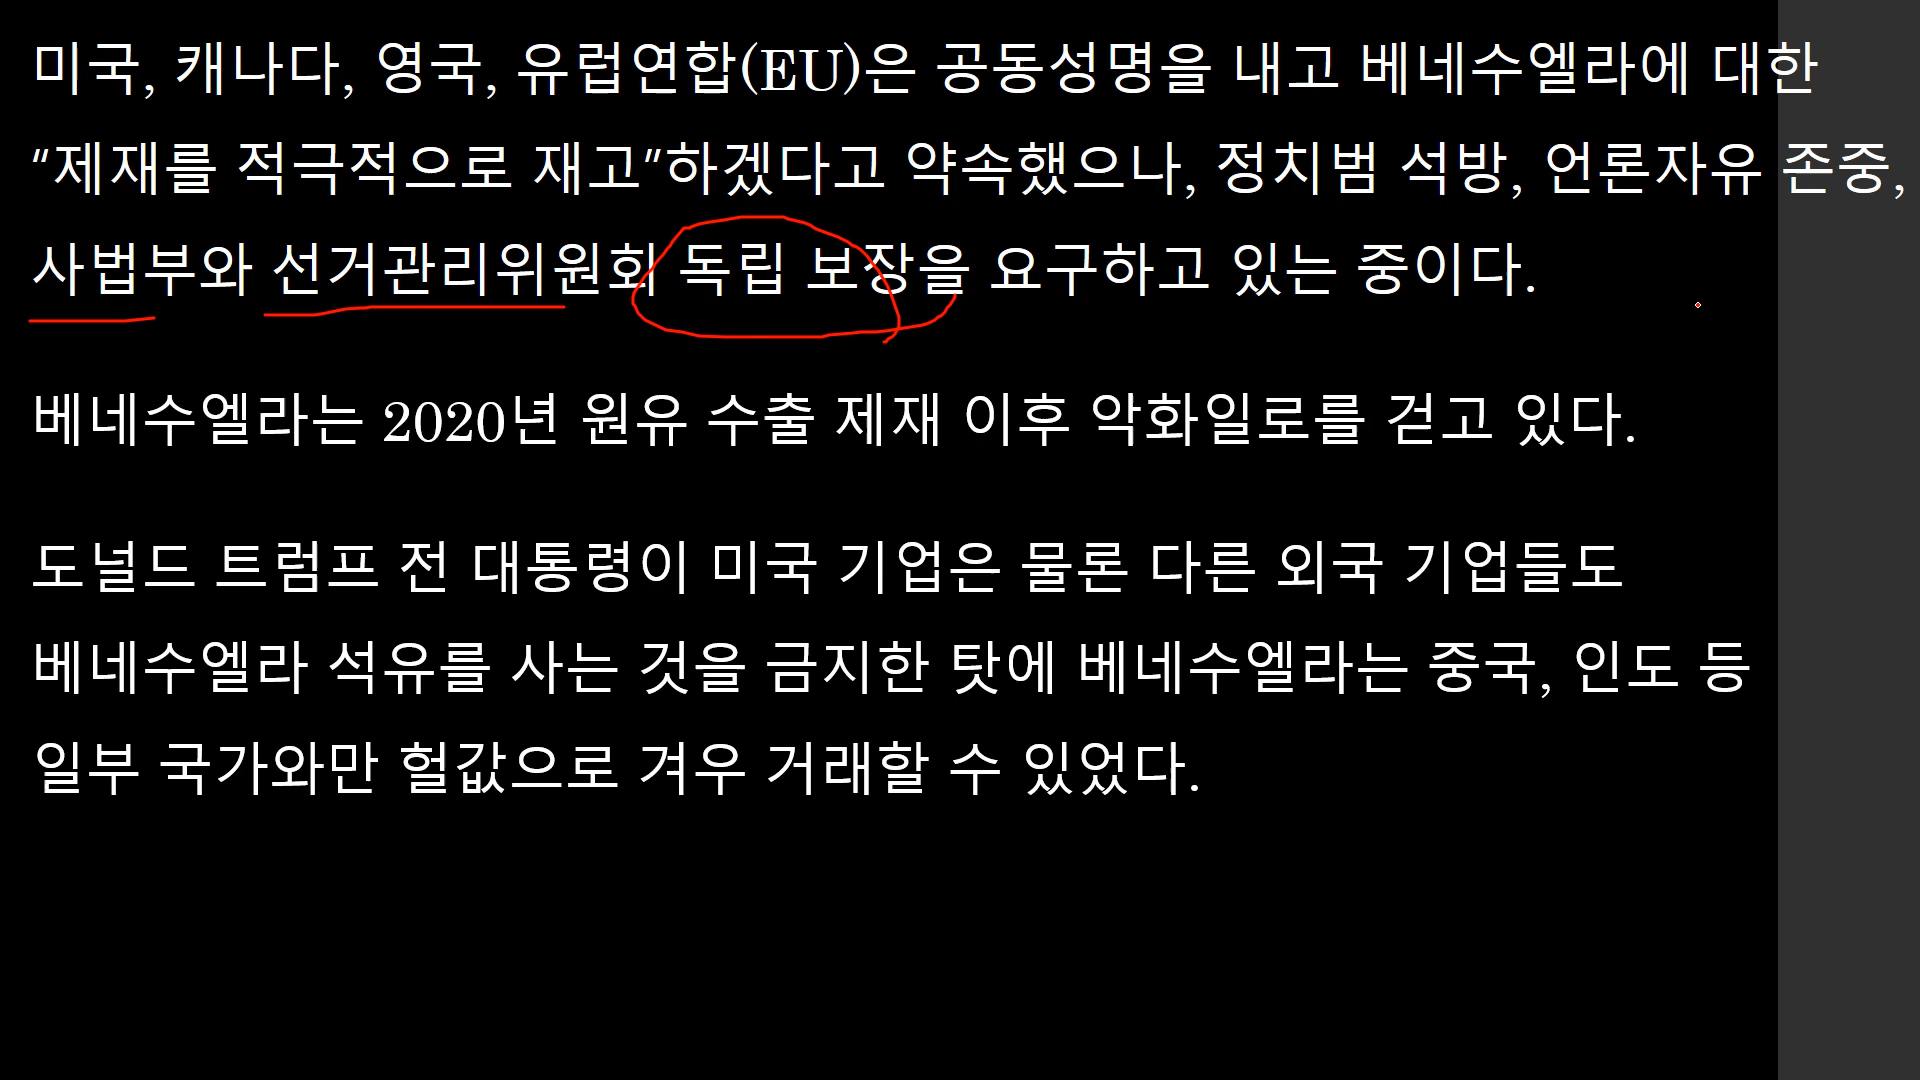 미국, 캐나다, 영국, 유럽연합(EU)은 공동성명을 내고 베네수엘라에 대한
“제재를 적극적으로 재고”하겠다고 약속했으나, 정치범 석방, 언론자유 존중,
사법부와 선거관리위원회 독립 보장을 요구하고 있는 중이다.
베네수엘라는 2020년 원유 수출 제재 이후 악화일로를 걷고 있다.
도널드 트럼프 전 대통령이 미국 기업은 물론 다른 외국 기업들도
베네수엘라 석유를 사는 것을 금지한 탓에 베네수엘라는 중국, 인도 등
일부 국가와만 헐값으로 겨우 거래할 수 있었다.